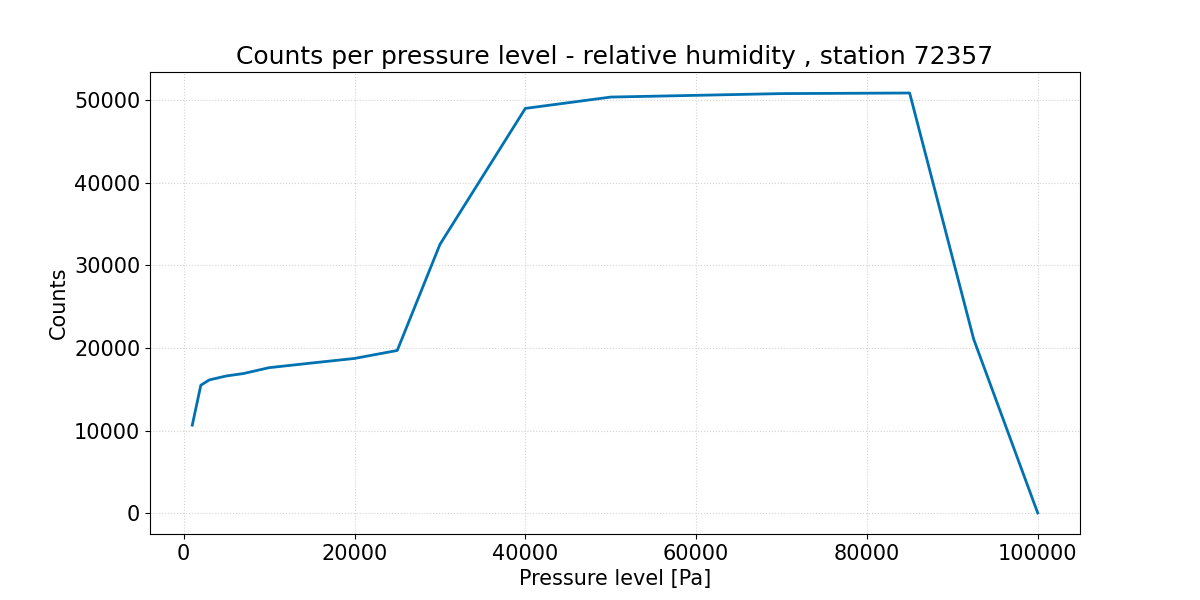 Counts per pressure level - relative humidity , station 72357
50000
40000
30000
20000
10000
0
Counts
0 20000 40000 60000 80000 100000
Pressure level [Pa]